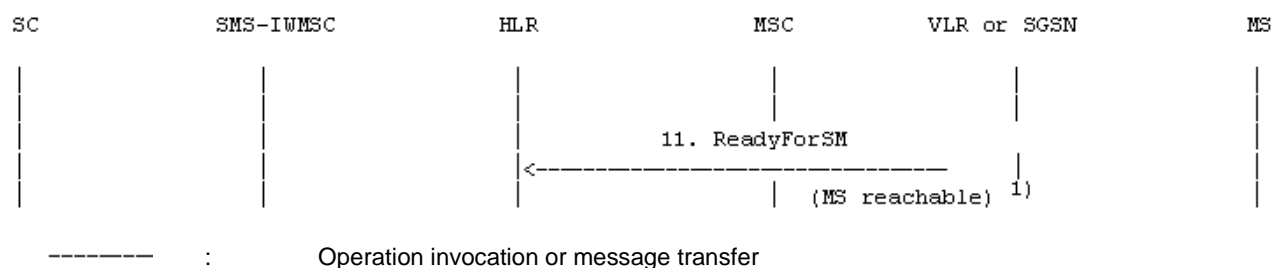 SC SMS-IWMSC HLR MSC VLR or SGSN MS
11. ReadyForSM
(MS reachable) 1)
: Operation invocation or message transfer